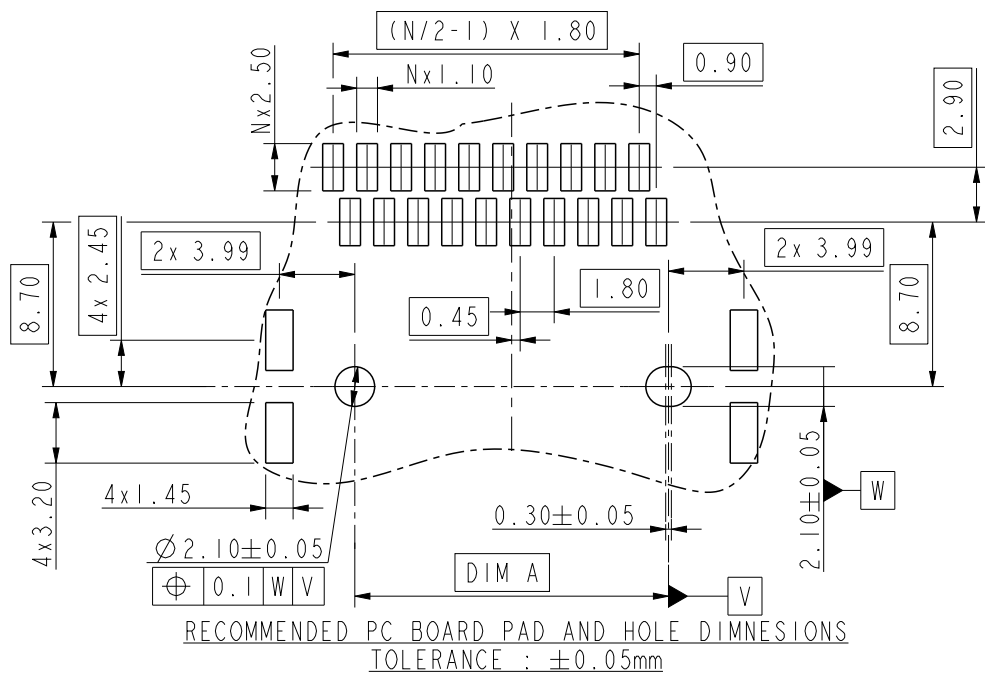 (N/2-1) X 1.80
Nx1.10
0.90
Nx2.50
2.90
4x 2.45
2x 3.99
2x 3.99
8.70
1.80
0.45
8.70
4x1.45
4x3.20
0.30±0.05
2.10±0.05
W
Ø2.10±0.05
⌖ 0.1 W V
DIM A
V
RECOMMENDED PC BOARD PAD AND HOLE DIMNESIONS
TOLERANCE : ±0.05mm